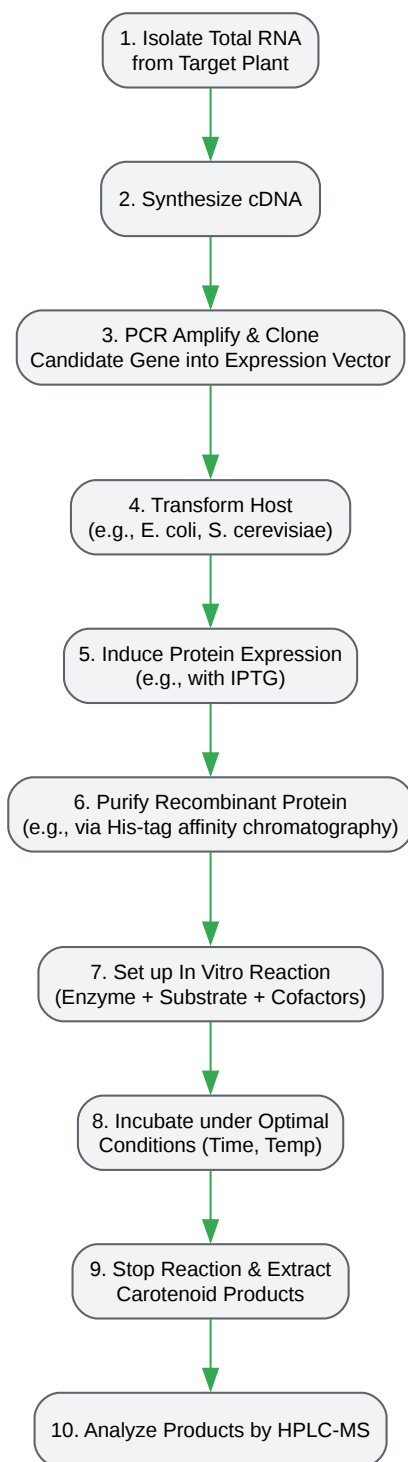 1. Isolate Total RNA
from Target Plant
2. Synthesize cDNA
3. PCR Amplify & Clone
Candidate Gene into Expression Vector
4. Transform Host
(e.g., E. coli, S. cerevisiae)
5. Induce Protein Expression
(e.g., with IPTG)
6. Purify Recombinant Protein
(e.g., via His-tag affinity chromatography)
7. Set up In Vitro Reaction
(Enzyme + Substrate + Cofactors)
8. Incubate under Optimal
Conditions (Time, Temp)
9. Stop Reaction & Extract
Carotenoid Products
10. Analyze Products by HPLC-MS